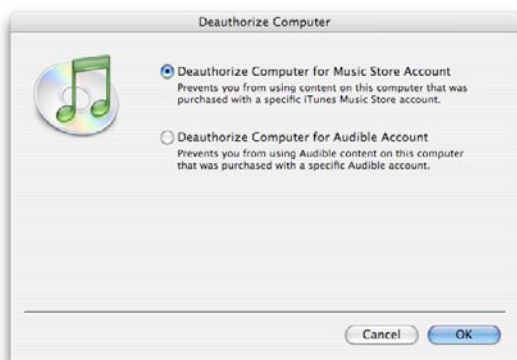 Deauthorize Computer
Deauthorize Computer for Music Store Account
Prevents you from using content on this computer that was
purchased with a specific iTunes Music Store account.
Deauthorize Computer for Audible Account
Prevents you from using Audible content on this computer
that was purchased with a specific Audible account.
Cancel
OK